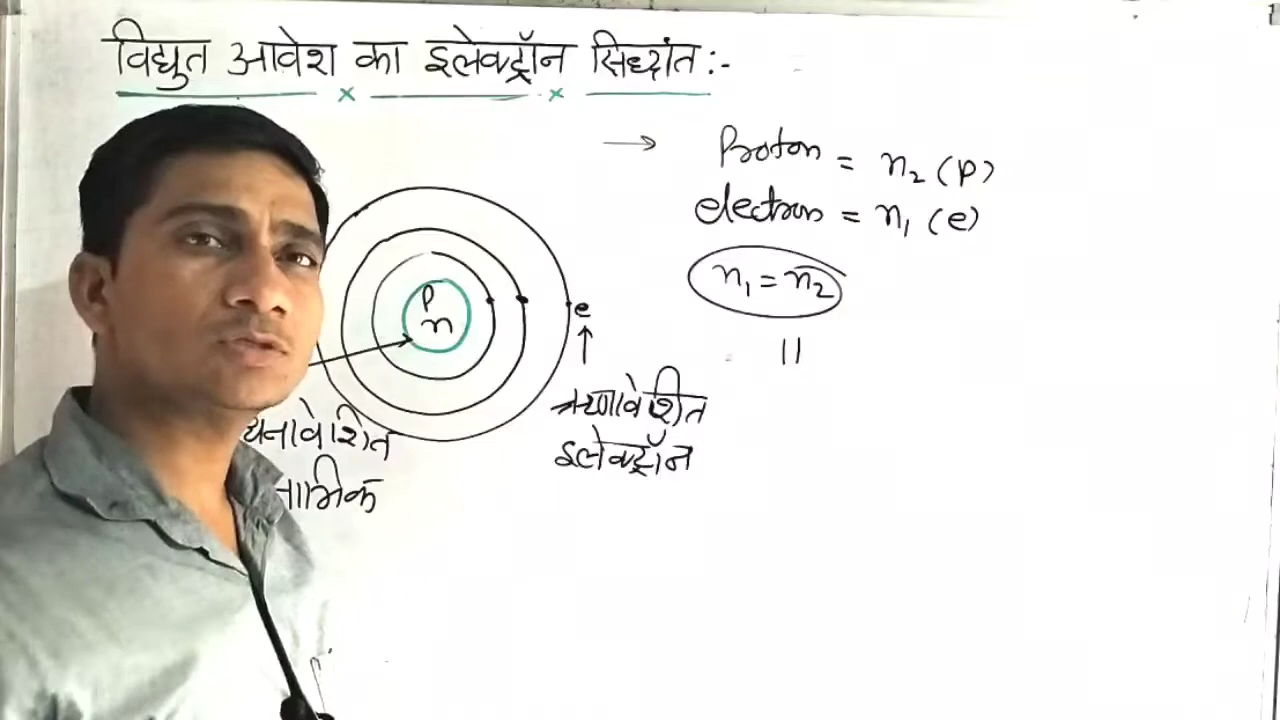 विद्युत आवेश का इलेक्ट्रॉन सिध्दांत :-
→ Proton = n₂ (p)
electron = n₁ (e)
n₁ = n₂
p
n
e
धनावेशित
नाभिक
ऋणावेशित
इलेक्ट्रॉन